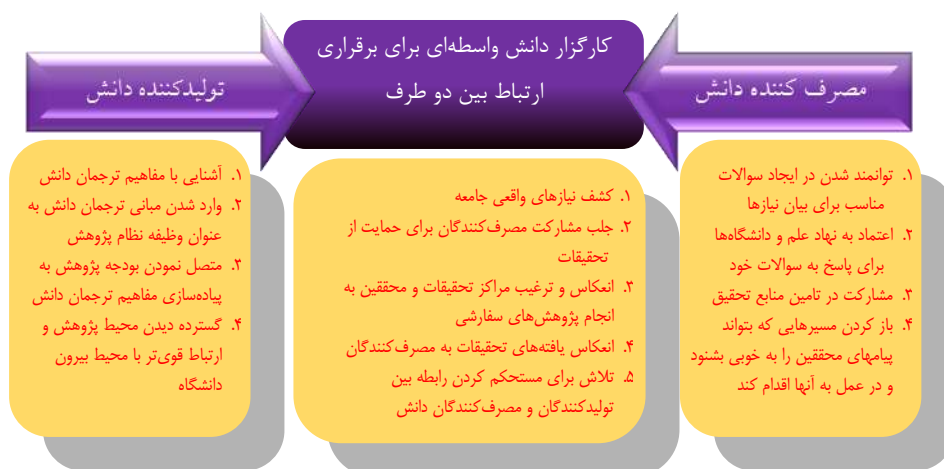 مصرف کننده دانش
کارگزار دانش واسطه‌ای برای برقراری
ارتباط بین دو طرف
تولیدکننده دانش
۱. توانمند شدن در ایجاد سوالات
مناسب برای بیان نیازها
۲. اعتماد به نهاد علم و دانشگاه‌ها
برای پاسخ به سوالات خود
۳. مشارکت در تامین منابع تحقیق
۴. باز کردن مسیرهایی که بتواند
پیامهای محققین را به خوبی بشنود
و در عمل به آنها اقدام کند
۱. کشف نیازهای واقعی جامعه
۲. جلب مشارکت مصرف‌کنندگان برای حمایت از
تحقیقات
۳. انعکاس و ترغیب مراکز تحقیقات و محققین به
انجام پژوهش‌های سفارشی
۴. انعکاس یافته‌های تحقیقات به مصرف‌کنندگان
۵. تلاش برای مستحکم کردن رابطه بین
تولیدکنندگان و مصرف‌کنندگان دانش
۱. آشنایی با مفاهیم ترجمان دانش
۲. وارد شدن مبانی ترجمان دانش به
عنوان وظیفه نظام پژوهش
۳. متصل نمودن بودجه پژوهش به
پیاده‌سازی مفاهیم ترجمان دانش
۴. گسترده دیدن محیط پژوهش و
ارتباط قوی‌تر با محیط بیرون
دانشگاه